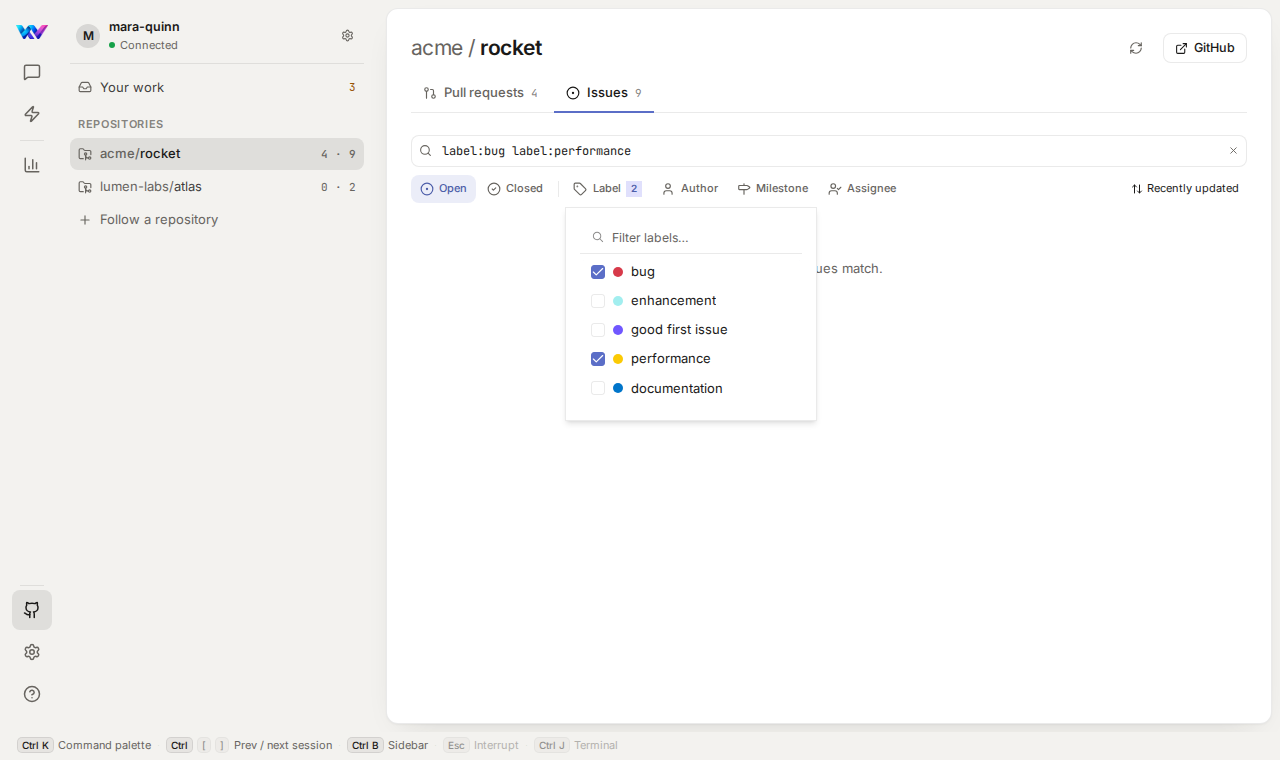 M
mara-quinn
Connected
Your work 3
REPOSITORIES
acme/rocket 4 · 9
lumen-labs/atlas 0 · 2
Follow a repository
acme / rocket
GitHub
Pull requests 4
Issues 9
label:bug label:performance
Open
Closed
Label 2
Author
Milestone
Assignee
Recently updated
Filter labels...
ues match.
bug
enhancement
good first issue
performance
documentation
Ctrl K Command palette
Ctrl [ ] Prev / next session
Ctrl B Sidebar
Esc Interrupt
Ctrl J Terminal